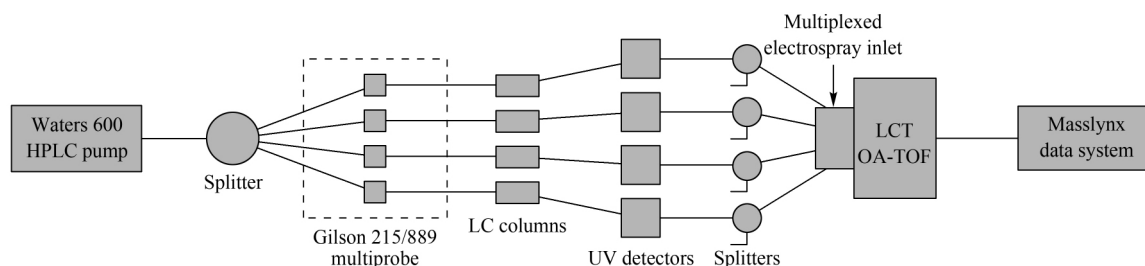 Waters 600
HPLC pump
Splitter
Gilson 215/889
multiprobe
LC columns
UV detectors
Splitters
Multiplexed
electrospray inlet
LCT
OA-TOF
Masslynx
data system